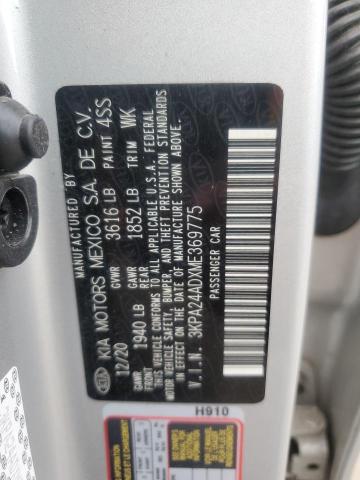 MANUFACTURED BY
KIA MOTORS MEXICO S.A. DE C.V.
12/20 GVWR 3616 LB PAINT 4SS
GAWR 1940 LB GAWR REAR 1852 LB TRIM WK
THIS VEHICLE CONFORMS TO ALL APPLICABLE U.S.A. FEDERAL
MOTOR VEHICLE SAFETY, BUMPER, AND THEFT PREVENTION
STANDARDS IN EFFECT ON THE DATE OF MANUFACTURE SHOWN ABOVE.
V.I.N. 3KPA24ADXME369775
PASSENGER CAR
H910